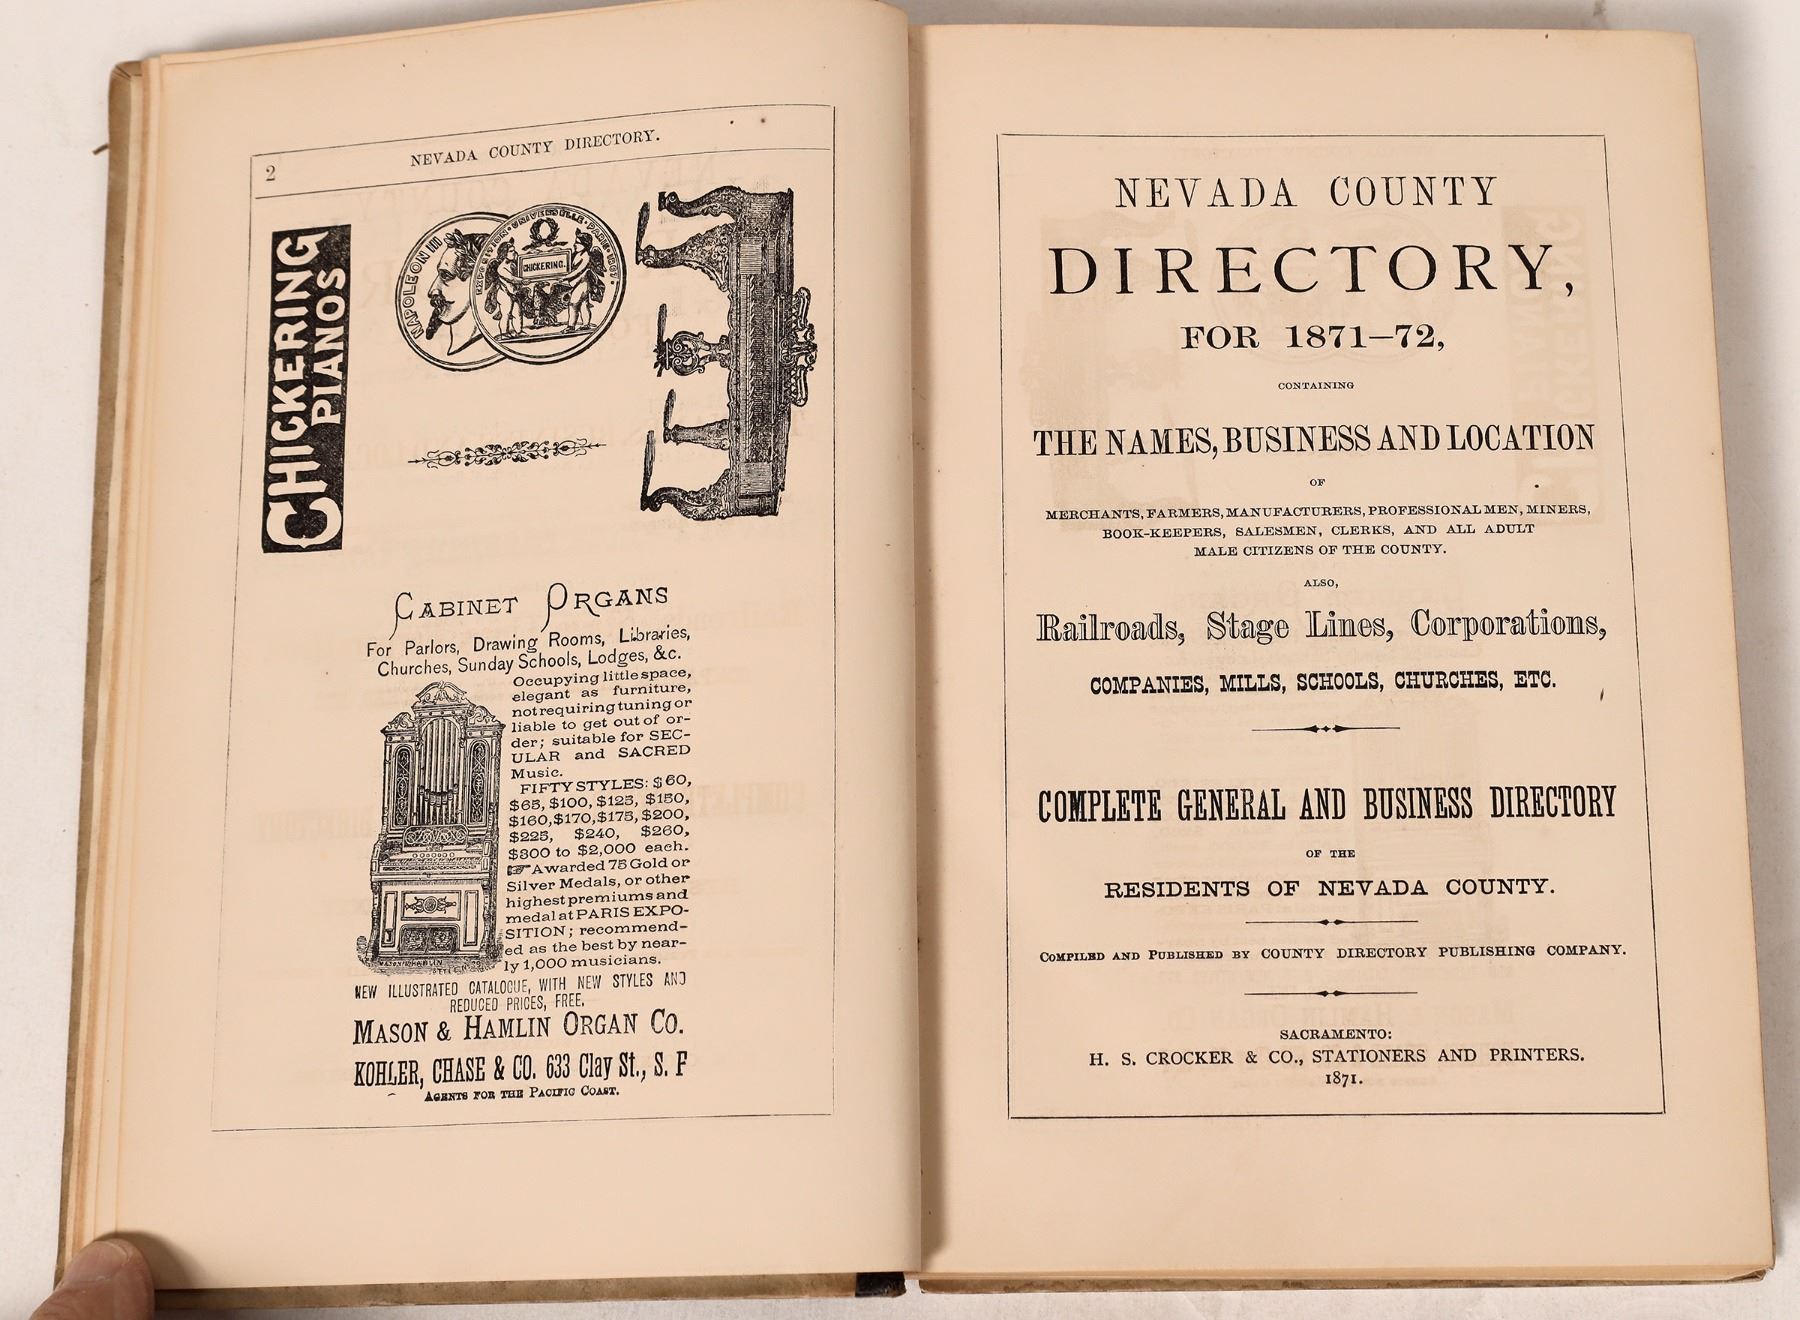 2
NEVADA COUNTY DIRECTORY.
CHICKERING
PIANOS
NAPOLEON III
EXPOSITION · UNIVERSELLE · PARIS 1867 ·
CHICKERING.
CABINET ORGANS
For Parlors, Drawing Rooms, Libraries,
Churches, Sunday Schools, Lodges, &c.
Occupying little space,
elegant as furniture,
not requiring tuning or
liable to get out of or-
der; suitable for SEC-
ULAR and SACRED
Music.
FIFTY STYLES: $60,
$65, $100, $125, $150,
$160, $170, $175, $200,
$225, $240, $260,
$300 to $2,000 each.
☞ Awarded 75 Gold or
Silver Medals, or other
highest premiums and
medal at PARIS EXPO-
SITION; recommend-
ed as the best by near-
ly 1,000 musicians.
MASON & HAMLIN
NEW ILLUSTRATED CATALOGUE, WITH NEW STYLES AND
REDUCED PRICES, FREE.
MASON & HAMLIN ORGAN CO.
KOHLER, CHASE & CO. 633 Clay St., S. F
AGENTS FOR THE PACIFIC COAST.
NEVADA COUNTY
DIRECTORY,
FOR 1871–72,
CONTAINING
THE NAMES, BUSINESS AND LOCATION
OF
MERCHANTS, FARMERS, MANUFACTURERS, PROFESSIONAL MEN, MINERS,
BOOK-KEEPERS, SALESMEN, CLERKS, AND ALL ADULT
MALE CITIZENS OF THE COUNTY.
ALSO,
Railroads, Stage Lines, Corporations,
COMPANIES, MILLS, SCHOOLS, CHURCHES, ETC.
COMPLETE GENERAL AND BUSINESS DIRECTORY
OF THE
RESIDENTS OF NEVADA COUNTY.
COMPILED AND PUBLISHED BY COUNTY DIRECTORY PUBLISHING COMPANY.
SACRAMENTO:
H. S. CROCKER & CO., STATIONERS AND PRINTERS.
1871.